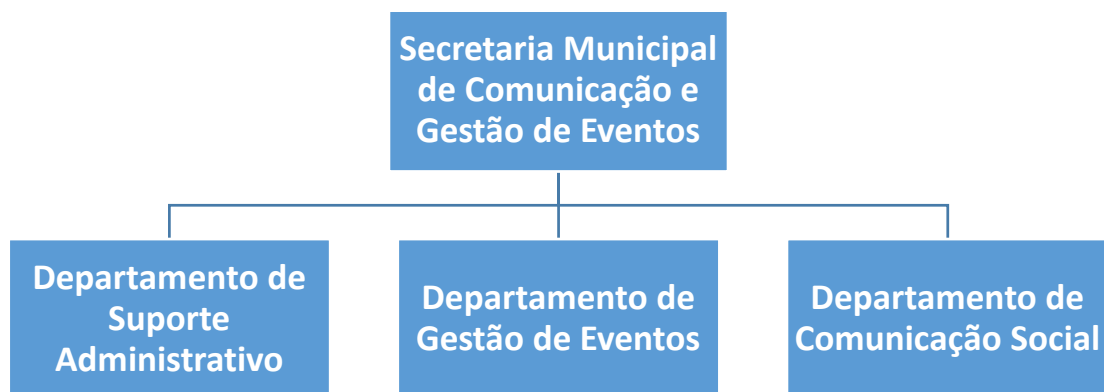 Secretaria Municipal
de Comunicação e
Gestão de Eventos
Departamento de
Suporte
Administrativo
Departamento de
Gestão de Eventos
Departamento de
Comunicação Social